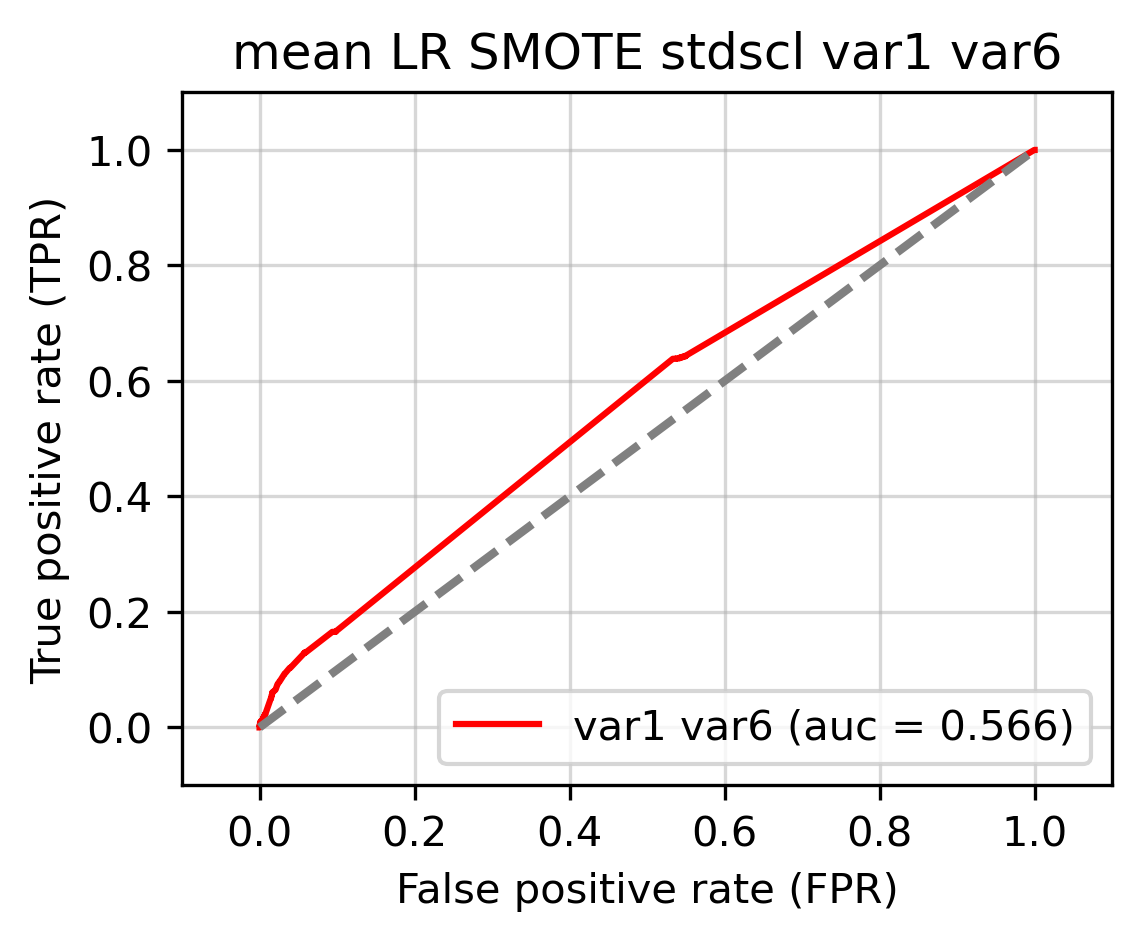 mean LR SMOTE stdscl var1 var6
True positive rate (TPR)
1.0
0.8
0.6
0.4
0.2
0.0
var1 var6 (auc = 0.566)
0.0 0.2 0.4 0.6 0.8 1.0
False positive rate (FPR)